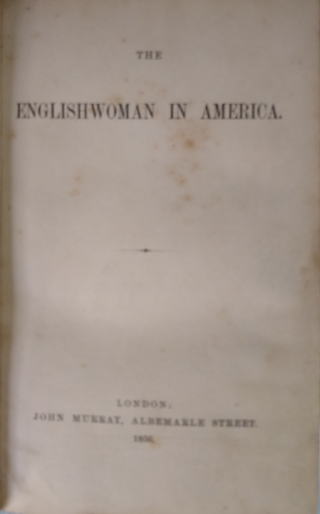 THE
ENGLISHWOMAN IN AMERICA.
LONDON:
JOHN MURRAY, ALBEMARLE STREET.
1856.